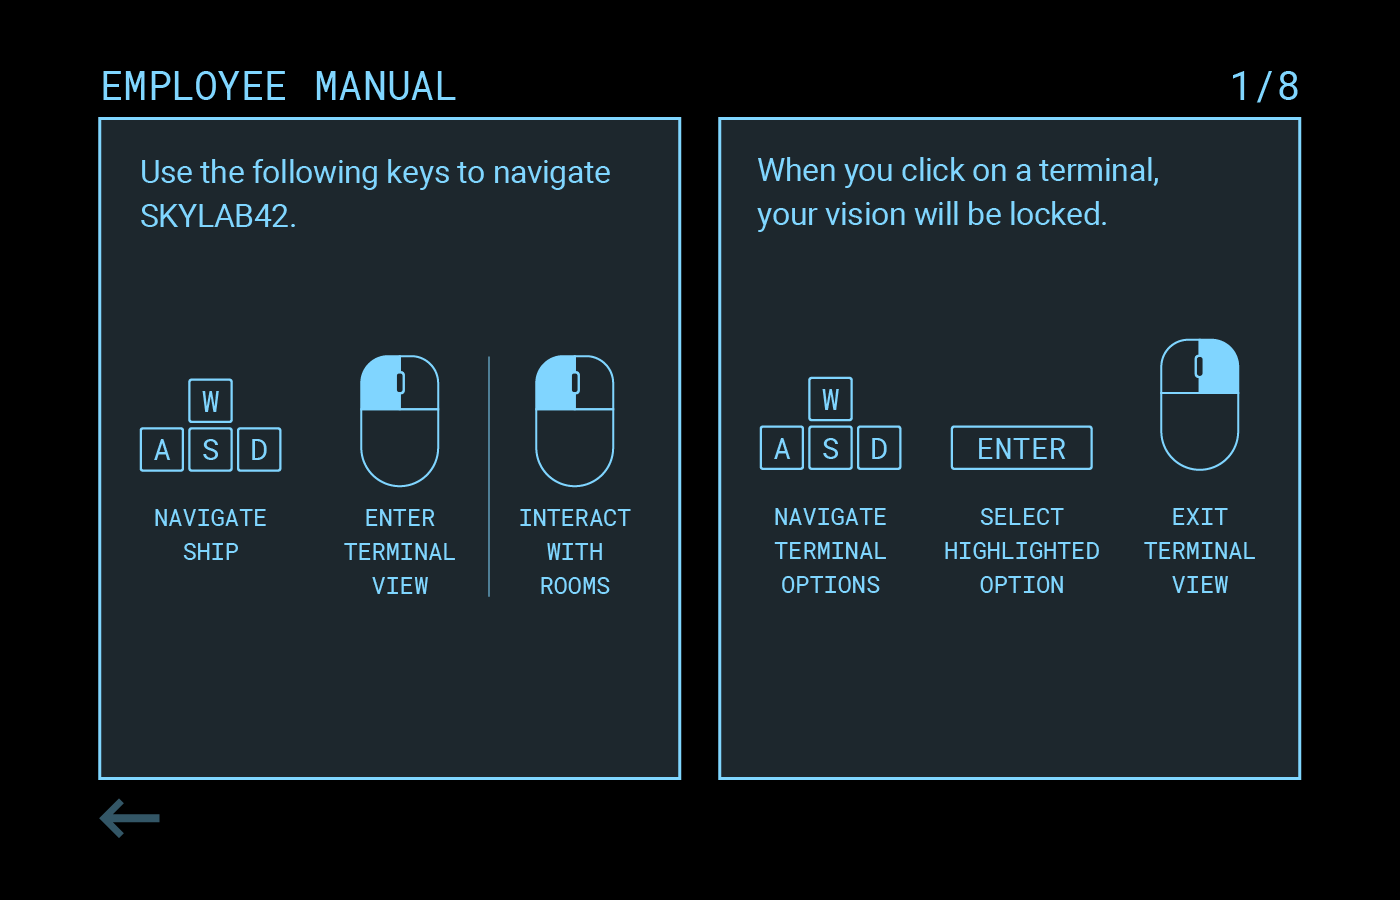 EMPLOYEE MANUAL
1/8
Use the following keys to navigate
SKYLAB42.
W
A S D
NAVIGATE
SHIP
ENTER
TERMINAL
VIEW
INTERACT
WITH
ROOMS
When you click on a terminal,
your vision will be locked.
W
A S D
NAVIGATE
TERMINAL
OPTIONS
ENTER
SELECT
HIGHLIGHTED
OPTION
EXIT
TERMINAL
VIEW